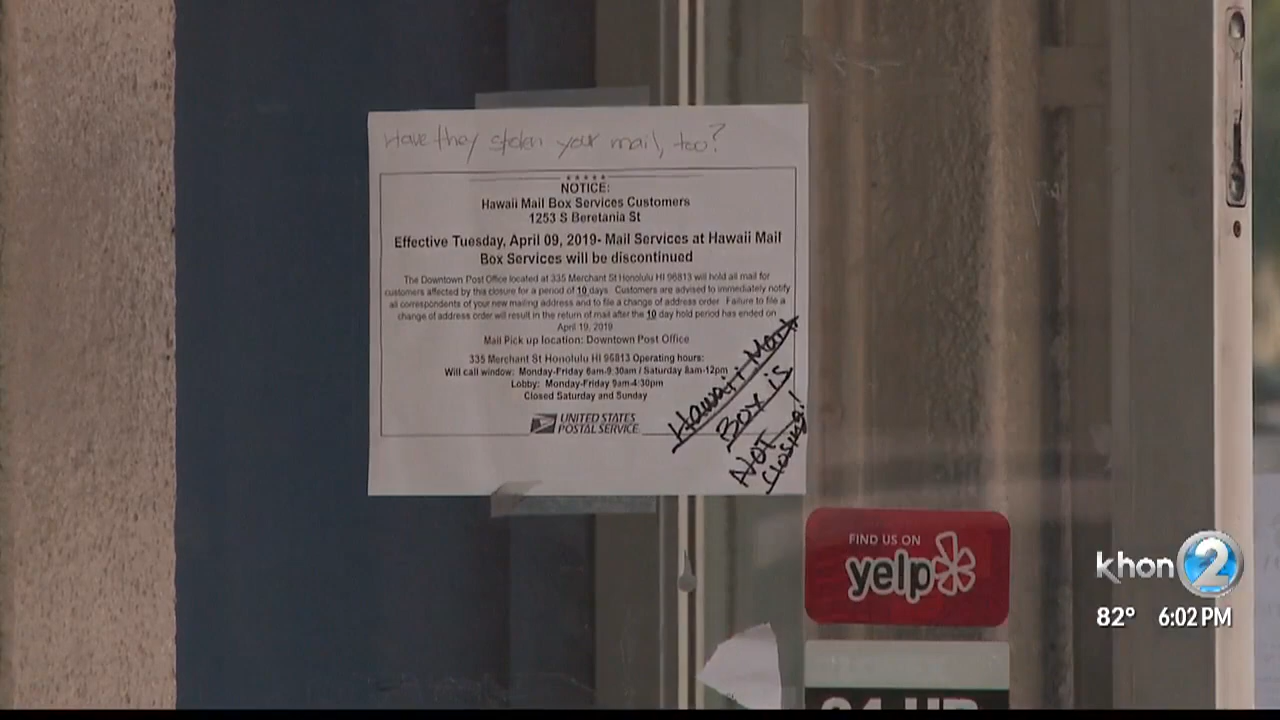 Have they stolen your mail, too?
NOTICE:
Hawaii Mail Box Services Customers
1253 S Beretania St
Effective Tuesday, April 09, 2019- Mail Services at Hawaii Mail
Box Services will be discontinued
The Downtown Post Office located at 335 Merchant St Honolulu HI 96813 will hold all mail for
customers affected by this closure for a period of 10 days. Customers are advised to immediately notify
all correspondents of your new mailing address and to file a change of address order. Failure to file a
change of address order will result in the return of mail after the 10 day hold period has ended on
April 19, 2019
Mail Pick up location: Downtown Post Office
335 Merchant St Honolulu HI 96813 Operating hours:
Will call window: Monday-Friday 6am-9:30am / Saturday 8am-12pm
Lobby: Monday-Friday 9am-4:30pm
Closed Saturday and Sunday
UNITED STATES
POSTAL SERVICE
Hawaii Mail
Box is
NOT
closing!
FIND US ON
yelp
khon 2
82° 6:02 PM
24 HR